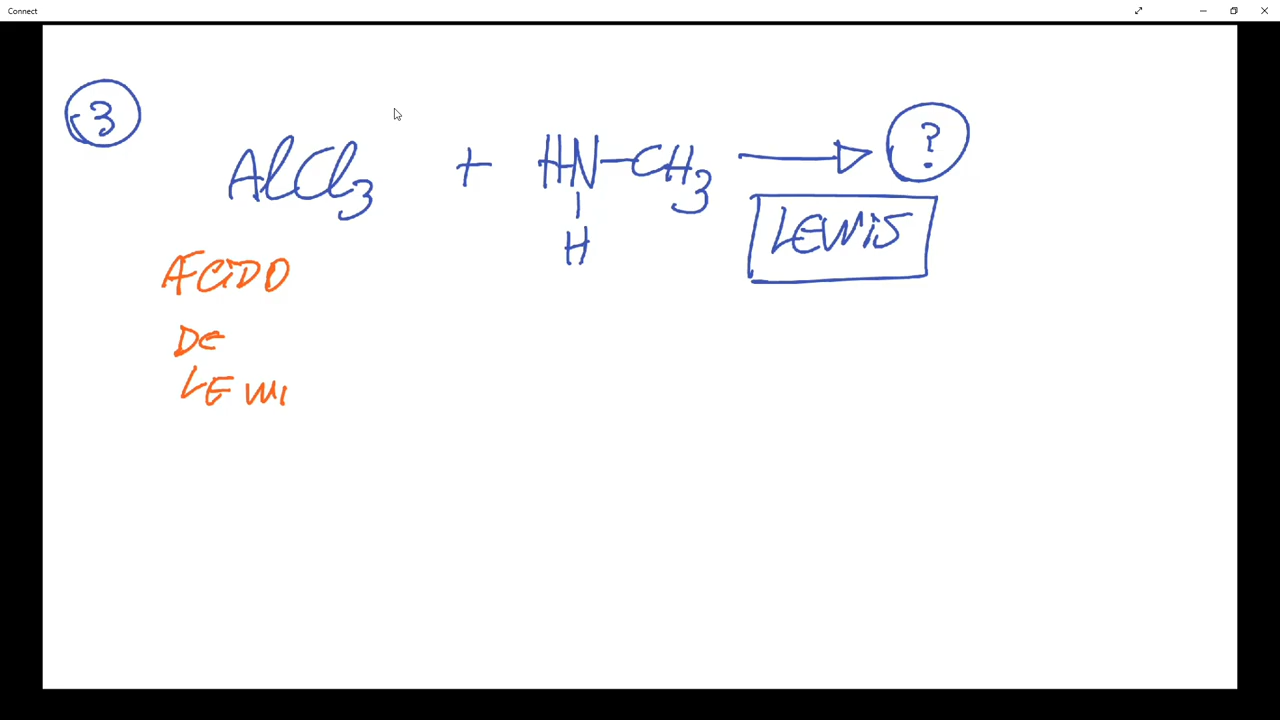 Connect
3
AlCl3 + HN-CH3 → ?
H
LEWIS
ACIDO
DE
LEWI